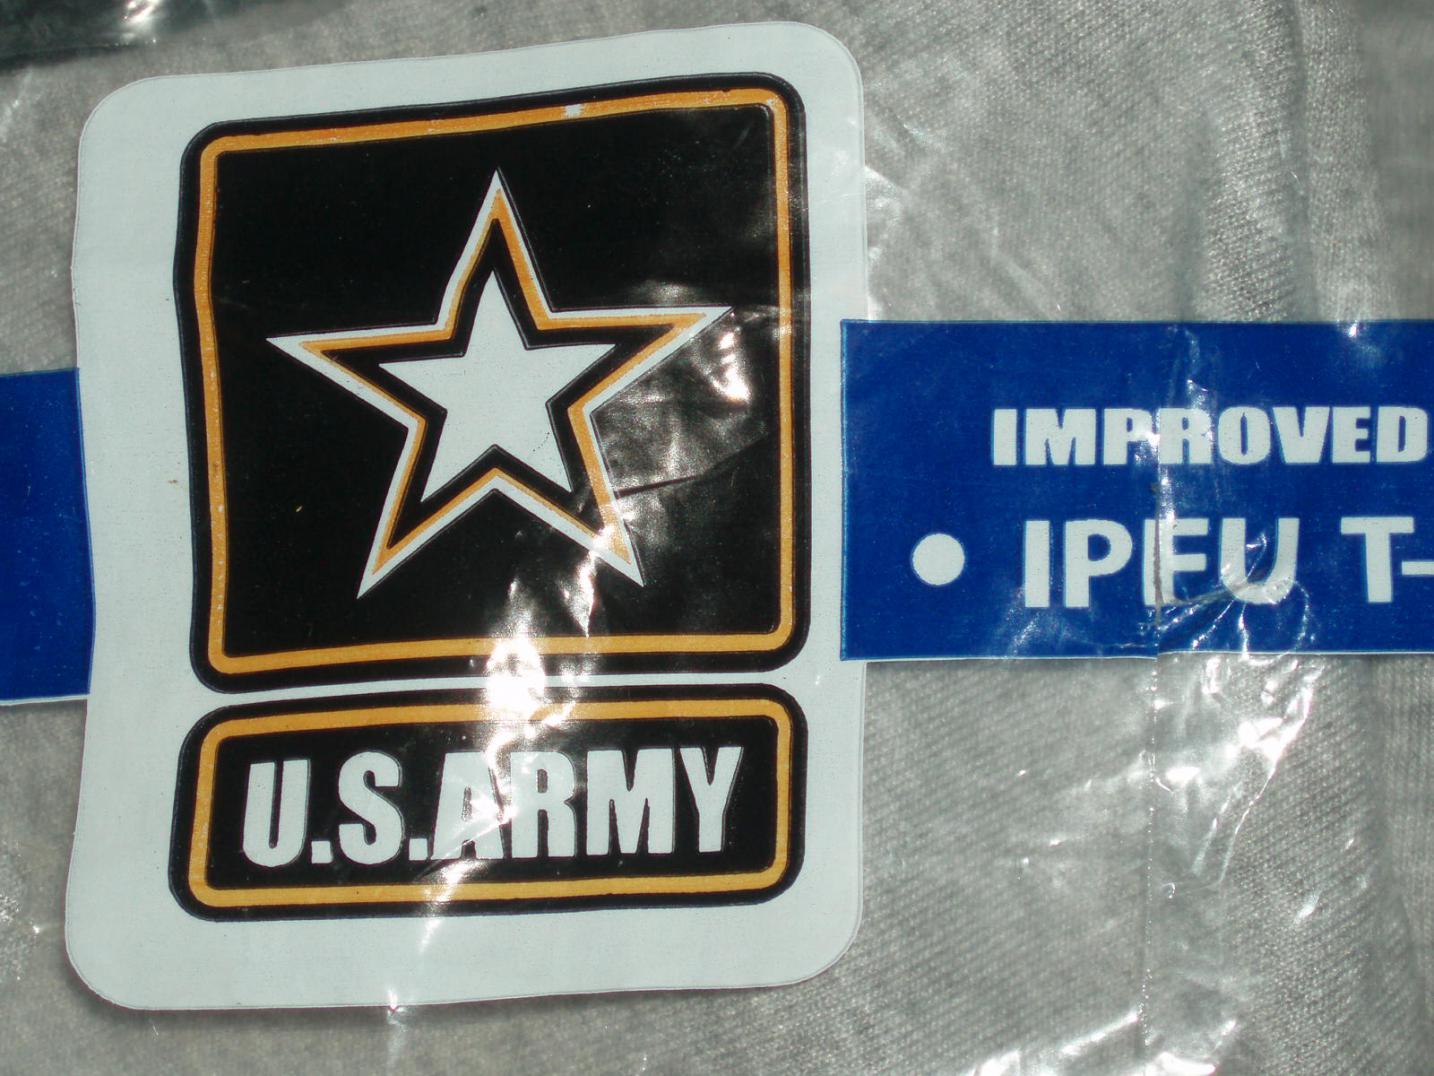 U.S.ARMY
IMPROVED
• IPFU T-